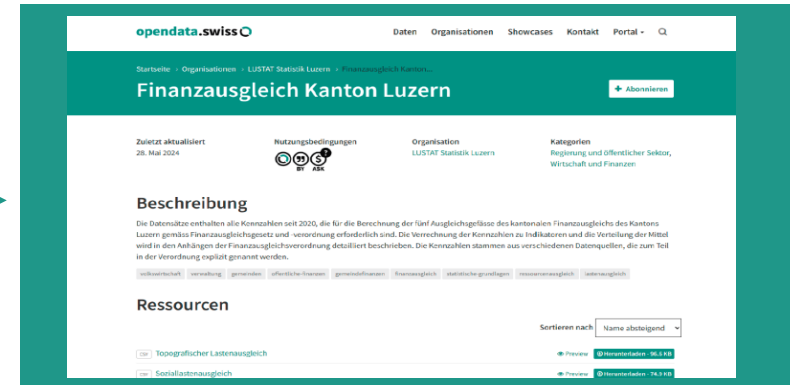 opendata.swiss
Daten Organisationen Showcases Kontakt Portal
Startseite › Organisationen › LUSTAT Statistik Luzern › Finanzausgleich Kanton...
Finanzausgleich Kanton Luzern
+ Abonnieren
Zuletzt aktualisiert Nutzungsbedingungen Organisation Kategorien
28. Mai 2024 LUSTAT Statistik Luzern Regierung und öffentlicher Sektor,
BY ASK Wirtschaft und Finanzen
Beschreibung
Die Datensätze enthalten alle Kennzahlen seit 2020, die für die Berechnung der fünf Ausgleichsgefässe des kantonalen Finanzausgleichs des Kantons
Luzern gemäss Finanzausgleichsgesetz und -verordnung erforderlich sind. Die Verrechnung der Kennzahlen zu Indikatoren und die Verteilung der Mittel
wird in den Anhängen der Finanzausgleichsverordnung detailliert beschrieben. Die Kennzahlen stammen aus verschiedenen Datenquellen, die zum Teil
in der Verordnung explizit genannt werden.
volkswirtschaft verwaltung gemeinden offentliche-finanzen gemeindefinanzen finanzausgleich statistische-grundlagen ressourcenausgleich lastenausgleich
Ressourcen
Sortieren nach Name absteigend
CSV Topografischer Lastenausgleich Preview Herunterladen - 96.5 KB
CSV Soziallastenausgleich Preview Herunterladen - 74.9 KB